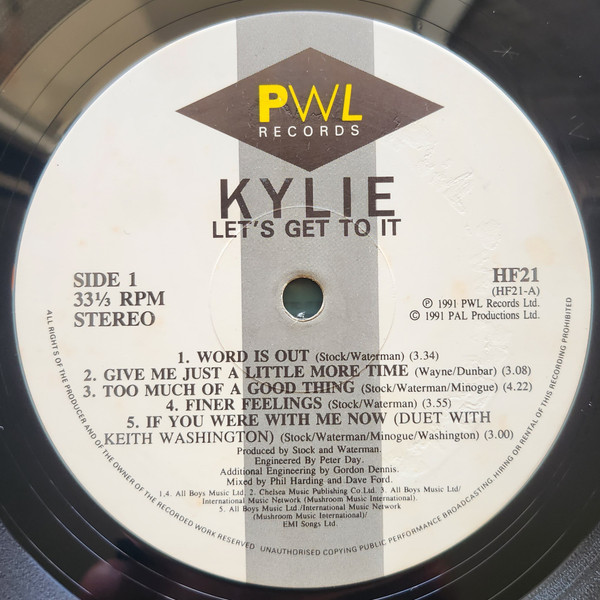 PWL
RECORDS
KYLIE
LET'S GET TO IT
SIDE 1
33⅓ RPM
STEREO
HF21
(HF21-A)
℗ 1991 PWL Records Ltd.
© 1991 PAL Productions Ltd.
1. WORD IS OUT (Stock/Waterman) (3.34)
2. GIVE ME JUST A LITTLE MORE TIME (Wayne/Dunbar) (3.08)
3. TOO MUCH OF A GOOD THING (Stock/Waterman/Minogue) (4.22)
4. FINER FEELINGS (Stock/Waterman) (3.55)
5. IF YOU WERE WITH ME NOW (DUET WITH
KEITH WASHINGTON) (Stock/Waterman/Minogue/Washington) (3.00)
Produced by Stock and Waterman.
Engineered By Peter Day.
Additional Engineering by Gordon Dennis.
Mixed by Phil Harding and Dave Ford.
1,4. All Boys Music Ltd. 2. Chelsea Music Publishing Co.Ltd. 3. All Boys Music Ltd/
International Music Network (Mushroom Music International).
5. All Boys Music Ltd./International Music Network
(Mushroom Music International)/
EMI Songs Ltd.
ALL RIGHTS OF THE PRODUCER AND OF THE OWNER OF THE RECORDED WORK RESERVED UNAUTHORISED COPYING PUBLIC PERFORMANCE BROADCASTING HIRING OR RENTAL OF THIS RECORDING PROHIBITED